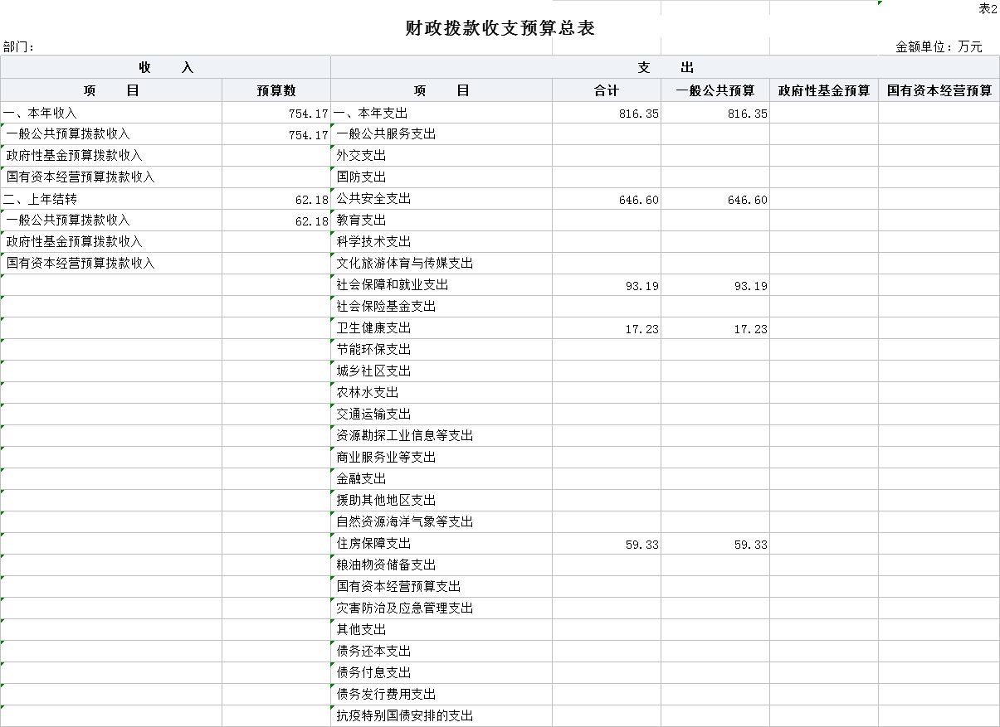 表2
财政拨款收支预算总表
部门： 金额单位：万元
收 入 支 出
项 目 预算数 项 目 合计 一般公共预算 政府性基金预算 国有资本经营预算
一、本年收入 754.17 一、本年支出 816.35 816.35
一般公共预算拨款收入 754.17 一般公共服务支出
政府性基金预算拨款收入 外交支出
国有资本经营预算拨款收入 国防支出
二、上年结转 62.18 公共安全支出 646.60 646.60
一般公共预算拨款收入 62.18 教育支出
政府性基金预算拨款收入 科学技术支出
国有资本经营预算拨款收入 文化旅游体育与传媒支出
社会保障和就业支出 93.19 93.19
社会保险基金支出
卫生健康支出 17.23 17.23
节能环保支出
城乡社区支出
农林水支出
交通运输支出
资源勘探工业信息等支出
商业服务业等支出
金融支出
援助其他地区支出
自然资源海洋气象等支出
住房保障支出 59.33 59.33
粮油物资储备支出
国有资本经营预算支出
灾害防治及应急管理支出
其他支出
债务还本支出
债务付息支出
债务发行费用支出
抗疫特别国债安排的支出